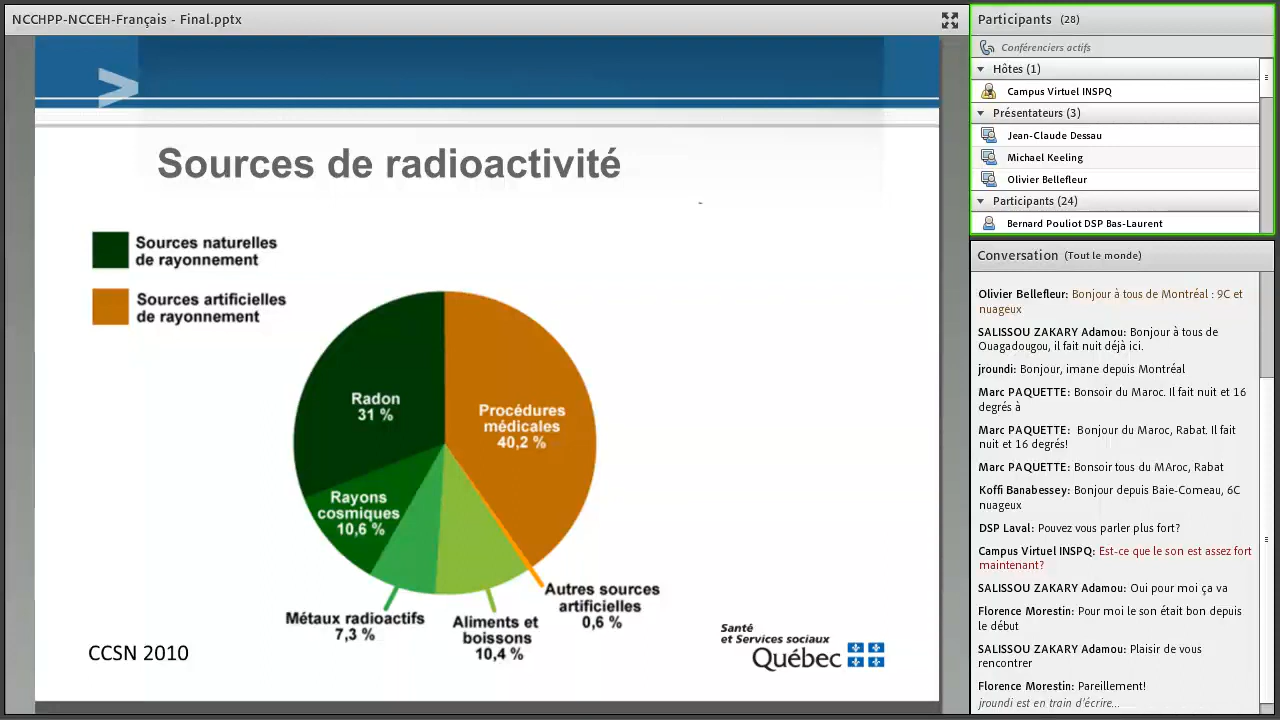 NCCHPP-NCCEH-Français - Final.pptx
Sources de radioactivité
Sources naturelles
de rayonnement
Sources artificielles
de rayonnement
Radon
31 %
Procédures
médicales
40,2 %
Rayons
cosmiques
10,6 %
Métaux radioactifs
7,3 %
Aliments et
boissons
10,4 %
Autres sources
artificielles
0,6 %
CCSN 2010
Santé
et Services sociaux
Québec
Participants (28)
Conférenciers actifs
Hôtes (1)
Campus Virtuel INSPQ
Présentateurs (3)
Jean-Claude Dessau
Michael Keeling
Olivier Bellefleur
Participants (24)
Bernard Pouliot DSP Bas-Laurent
Conversation (Tout le monde)
Olivier Bellefleur: Bonjour à tous de Montréal : 9C et
nuageux
SALISSOU ZAKARY Adamou: Bonjour à tous de
Ouagadougou, il fait nuit déjà ici.
jroundi: Bonjour, imane depuis Montréal
Marc PAQUETTE: Bonsoir du Maroc. Il fait nuit et 16
degrés à
Marc PAQUETTE: Bonjour du Maroc, Rabat. Il fait
nuit et 16 degrés!
Marc PAQUETTE: Bonsoir tous du MAroc, Rabat
Koffi Banabessey: Bonjour depuis Baie-Comeau, 6C
nuageux
DSP Laval: Pouvez vous parler plus fort?
Campus Virtuel INSPQ: Est-ce que le son est assez fort
maintenant?
SALISSOU ZAKARY Adamou: Oui pour moi ça va
Florence Morestin: Pour moi le son était bon depuis
le début
SALISSOU ZAKARY Adamou: Plaisir de vous
rencontrer
Florence Morestin: Pareillement!
jroundi est en train d'écrire...